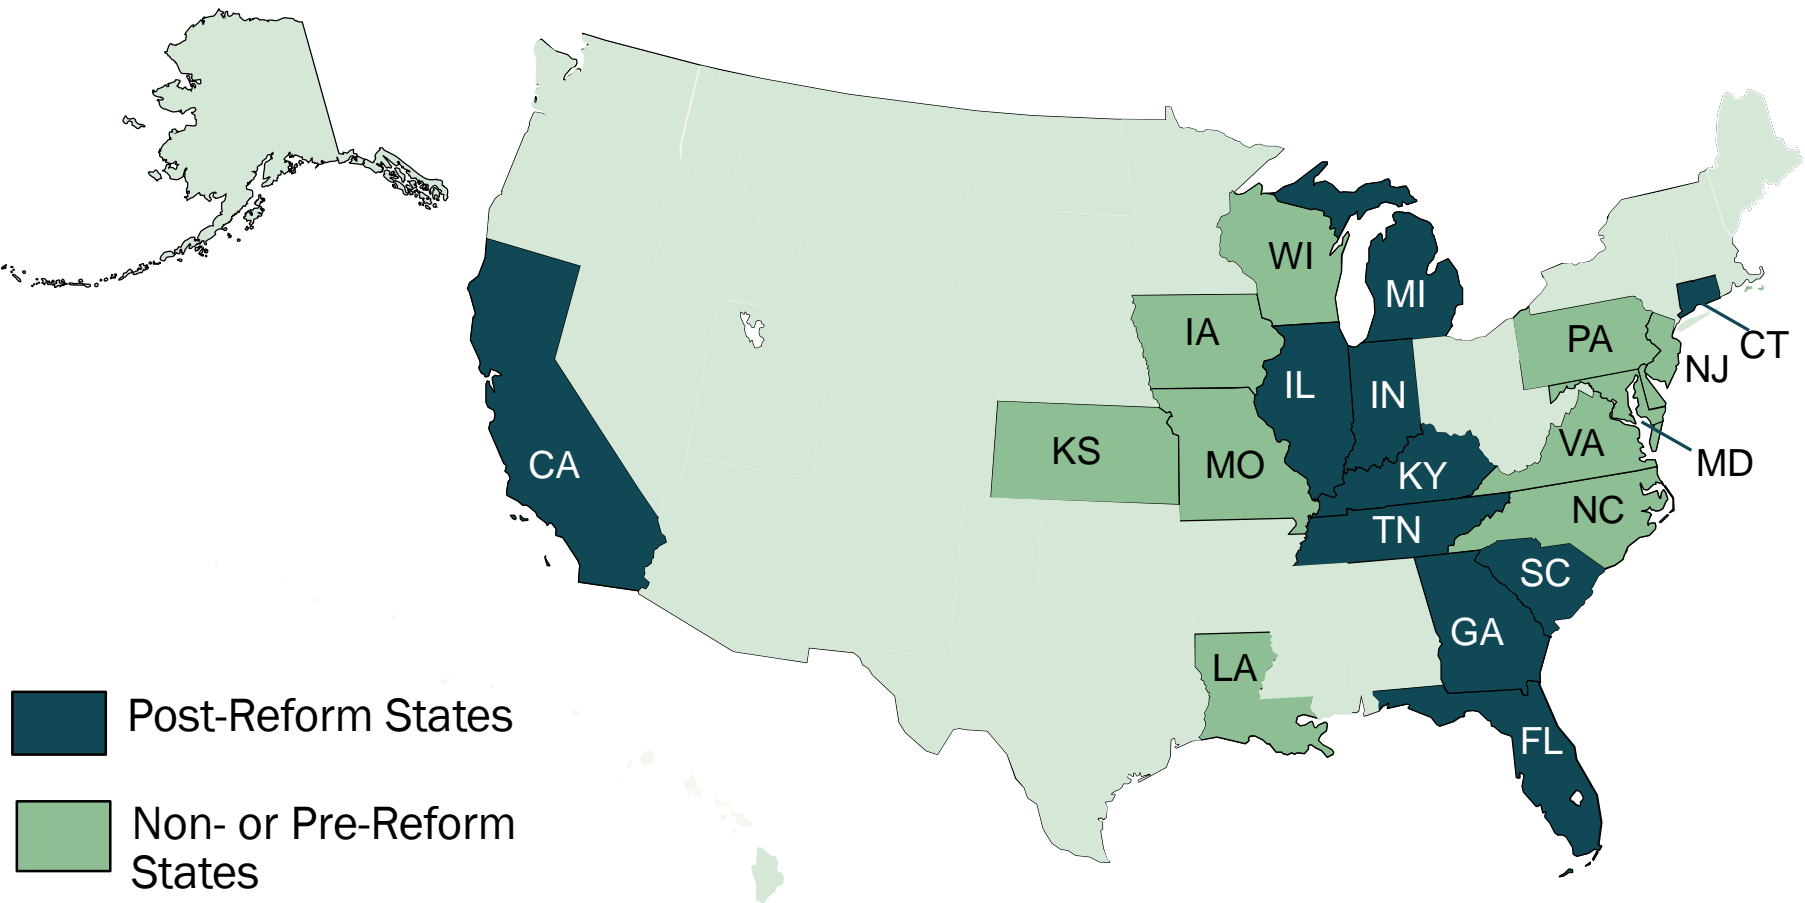 WI
MI
IA
PA
CT
NJ
IL
IN
VA
KS
MO
CA
KY
MD
NC
TN
SC
GA
LA
Post-Reform States
FL
Non- or Pre-Reform
States